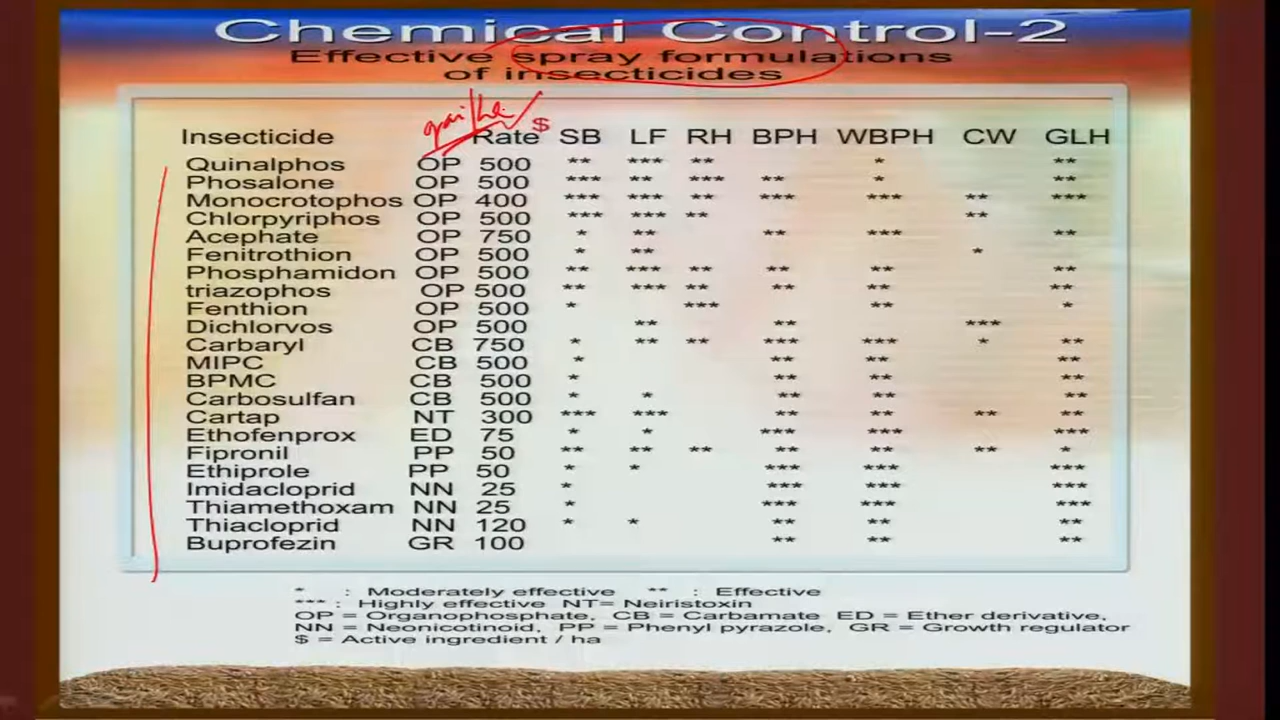 Chemical Control-2
Effective spray formulations
of insecticides
Insecticide Rate $ SB LF RH BPH WBPH CW GLH
Quinalphos OP 500 ** *** ** * **
Phosalone OP 500 *** ** *** ** * **
Monocrotophos OP 400 *** *** ** *** *** ** ***
Chlorpyriphos OP 500 *** *** ** **
Acephate OP 750 * ** ** *** **
Fenitrothion OP 500 * ** *
Phosphamidon OP 500 ** *** ** ** ** **
triazophos OP 500 ** *** ** ** ** **
Fenthion OP 500 * *** ** *
Dichlorvos OP 500 ** ** ***
Carbaryl CB 750 * ** ** *** *** * **
MIPC CB 500 * ** ** **
BPMC CB 500 * ** ** **
Carbosulfan CB 500 * * ** ** **
Cartap NT 300 *** *** ** ** ** **
Ethofenprox ED 75 * * *** *** ***
Fipronil PP 50 ** ** ** ** ** ** *
Ethiprole PP 50 * * *** *** ***
Imidacloprid NN 25 * *** *** ***
Thiamethoxam NN 25 * *** *** ***
Thiacloprid NN 120 * * ** ** **
Buprofezin GR 100 ** ** **
* : Moderately effective ** : Effective
*** : Highly effective NT= Neiristoxin
OP = Organophosphate, CB = Carbamate ED = Ether derivative,
NN = Neonicotinoid, PP = Phenyl pyrazole, GR = Growth regulator
$ = Active ingredient / ha